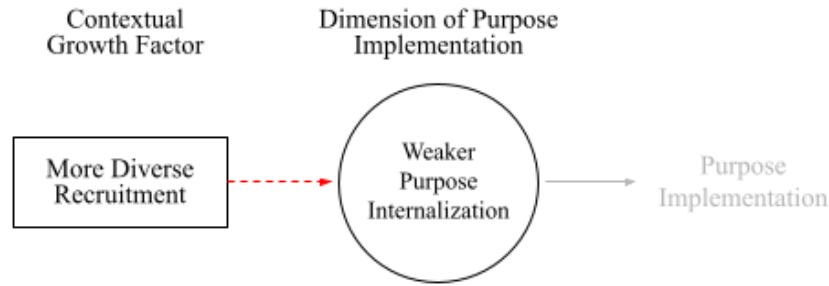 Contextual
Growth Factor
Dimension of Purpose
Implementation
More Diverse
Recruitment
Weaker
Purpose
Internalization
Purpose
Implementation